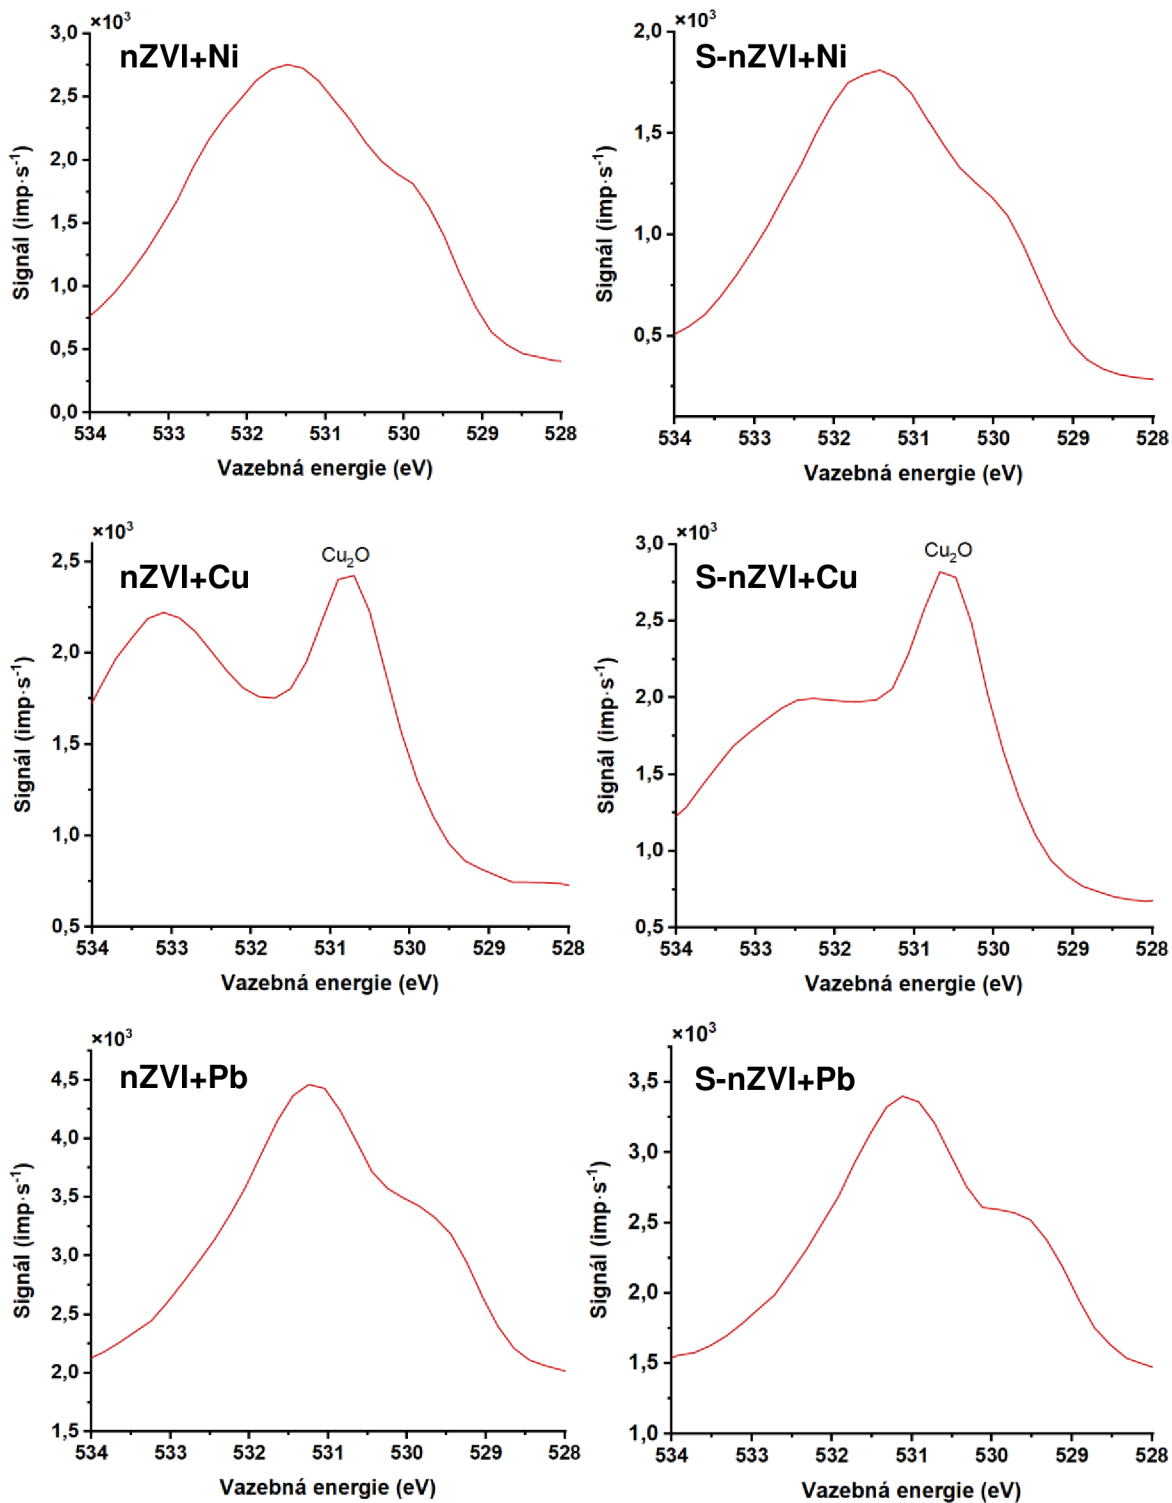 ×10³
nZVI+Ni
3,0
2,5
2,0
1,5
1,0
0,5
0,0
Signál (imp·s⁻¹)
534 533 532 531 530 529 528
Vazebná energie (eV)
×10³
S-nZVI+Ni
2,0
1,5
1,0
0,5
Signál (imp·s⁻¹)
534 533 532 531 530 529 528
Vazebná energie (eV)
×10³
nZVI+Cu
Cu₂O
2,5
2,0
1,5
1,0
0,5
Signál (imp·s⁻¹)
534 533 532 531 530 529 528
Vazebná energie (eV)
×10³
S-nZVI+Cu
Cu₂O
3,0
2,5
2,0
1,5
1,0
0,5
Signál (imp·s⁻¹)
534 533 532 531 530 529 528
Vazebná energie (eV)
×10³
nZVI+Pb
4,5
4,0
3,5
3,0
2,5
2,0
1,5
Signál (imp·s⁻¹)
534 533 532 531 530 529 528
Vazebná energie (eV)
×10³
S-nZVI+Pb
3,5
3,0
2,5
2,0
1,5
1,0
Signál (imp·s⁻¹)
534 533 532 531 530 529 528
Vazebná energie (eV)